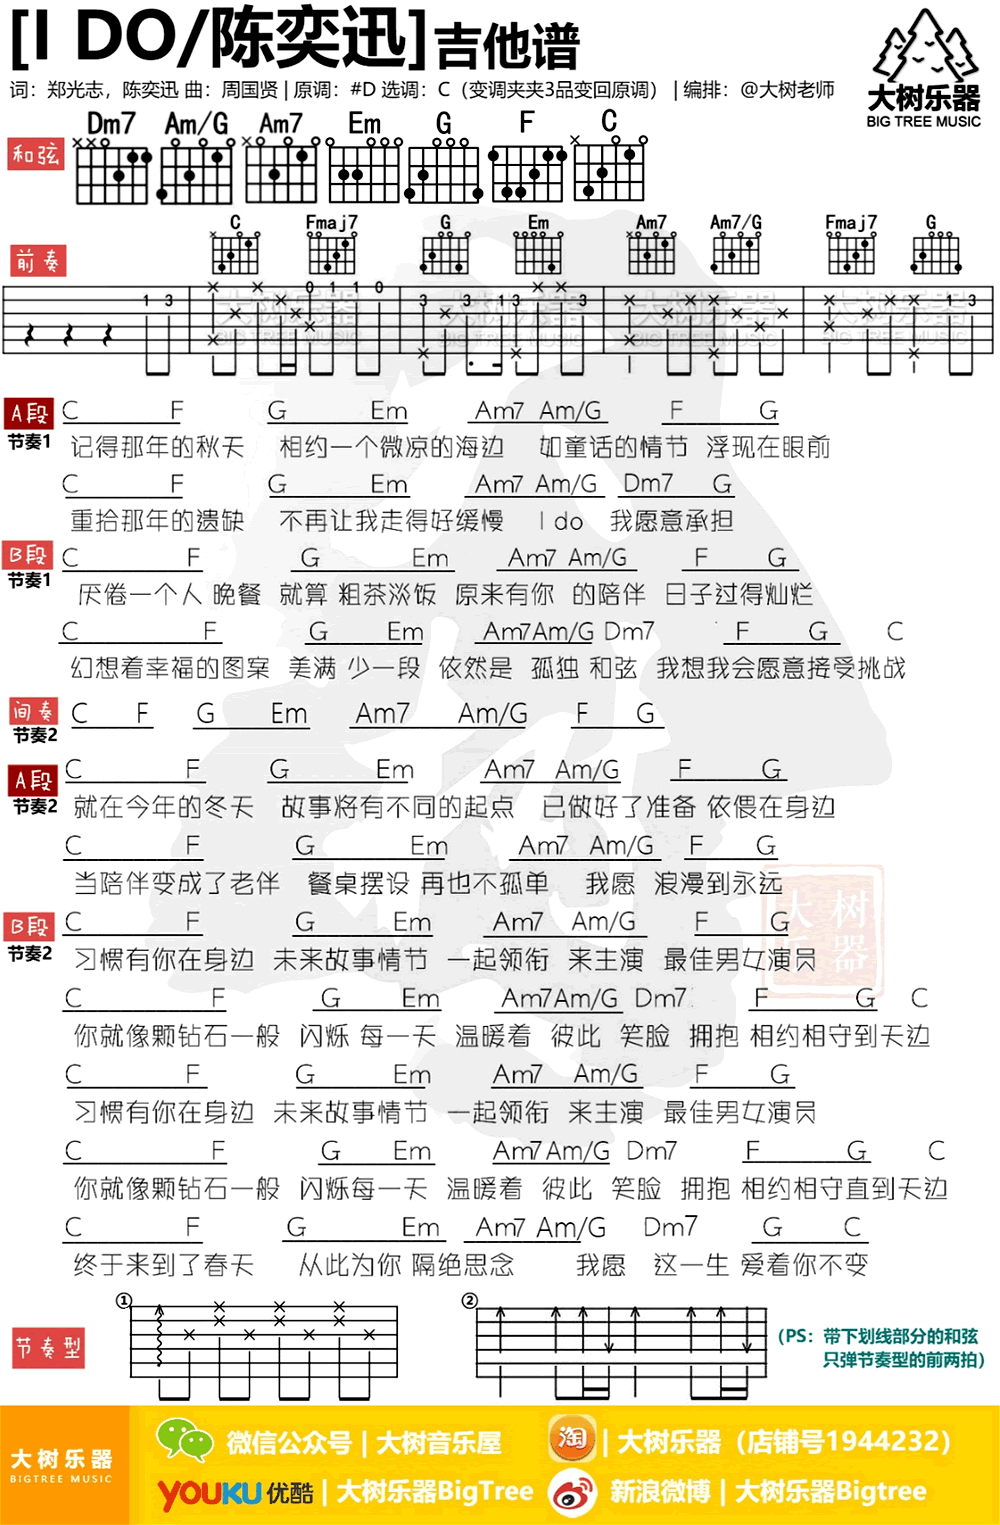 [I DO/陈奕迅]吉他谱
大树乐器
BIG TREE MUSIC
词：郑光志，陈奕迅 曲：周国贤 | 原调：#D 选调：C（变调夹夹3品变回原调） | 编排：@大树老师
和弦 Dm7 Am/G Am7 Em G F C
前奏 C Fmaj7 G Em Am7 Am7/G Fmaj7 G
1 3 0 1 1 0 3 3 1 3 3 1 3
A段 C F G Em Am7 Am/G F G
节奏1 记得那年的秋天 相约一个微凉的海边 如童话的情节 浮现在眼前
C F G Em Am7 Am/G Dm7 G
重拾那年的遗缺 不再让我走得好缓慢 I do 我愿意承担
B段 C F G Em Am7 Am/G F G
节奏1 厌倦一个人 晚餐 就算 粗茶淡饭 原来有你 的陪伴 日子过得灿烂
C F G Em Am7Am/G Dm7 F G C
幻想着幸福的图案 美满 少一段 依然是 孤独 和弦 我想我会愿意接受挑战
间奏 C F G Em Am7 Am/G F G
节奏2
A段 C F G Em Am7 Am/G F G
节奏2 就在今年的冬天 故事将有不同的起点 已做好了准备 依偎在身边
C F G Em Am7 Am/G F G
当陪伴变成了老伴 餐桌摆设 再也不孤单 我愿 浪漫到永远
B段 C F G Em Am7 Am/G F G
节奏2 习惯有你在身边 未来故事情节 一起领衔 来主演 最佳男女演员
C F G Em Am7Am/G Dm7 F G C
你就像颗钻石一般 闪烁 每一天 温暖着 彼此 笑脸 拥抱 相约相守到天边
C F G Em Am7 Am/G F G
习惯有你在身边 未来故事情节 一起领衔 来主演 最佳男女演员
C F G Em Am7Am/G Dm7 F G C
你就像颗钻石一般 闪烁每一天 温暖着 彼此 笑脸 拥抱 相约相守直到天边
C F G Em Am7 Am/G Dm7 G C
终于来到了春天 从此为你 隔绝思念 我愿 这一生 爱着你不变
节奏型 ① ②
（PS：带下划线部分的和弦
只弹节奏型的前两拍）
大树乐器
BIGTREE MUSIC
微信公众号 | 大树音乐屋
淘 | 大树乐器（店铺号1944232）
YOUKU 优酷 | 大树乐器BigTree
新浪微博 | 大树乐器Bigtree